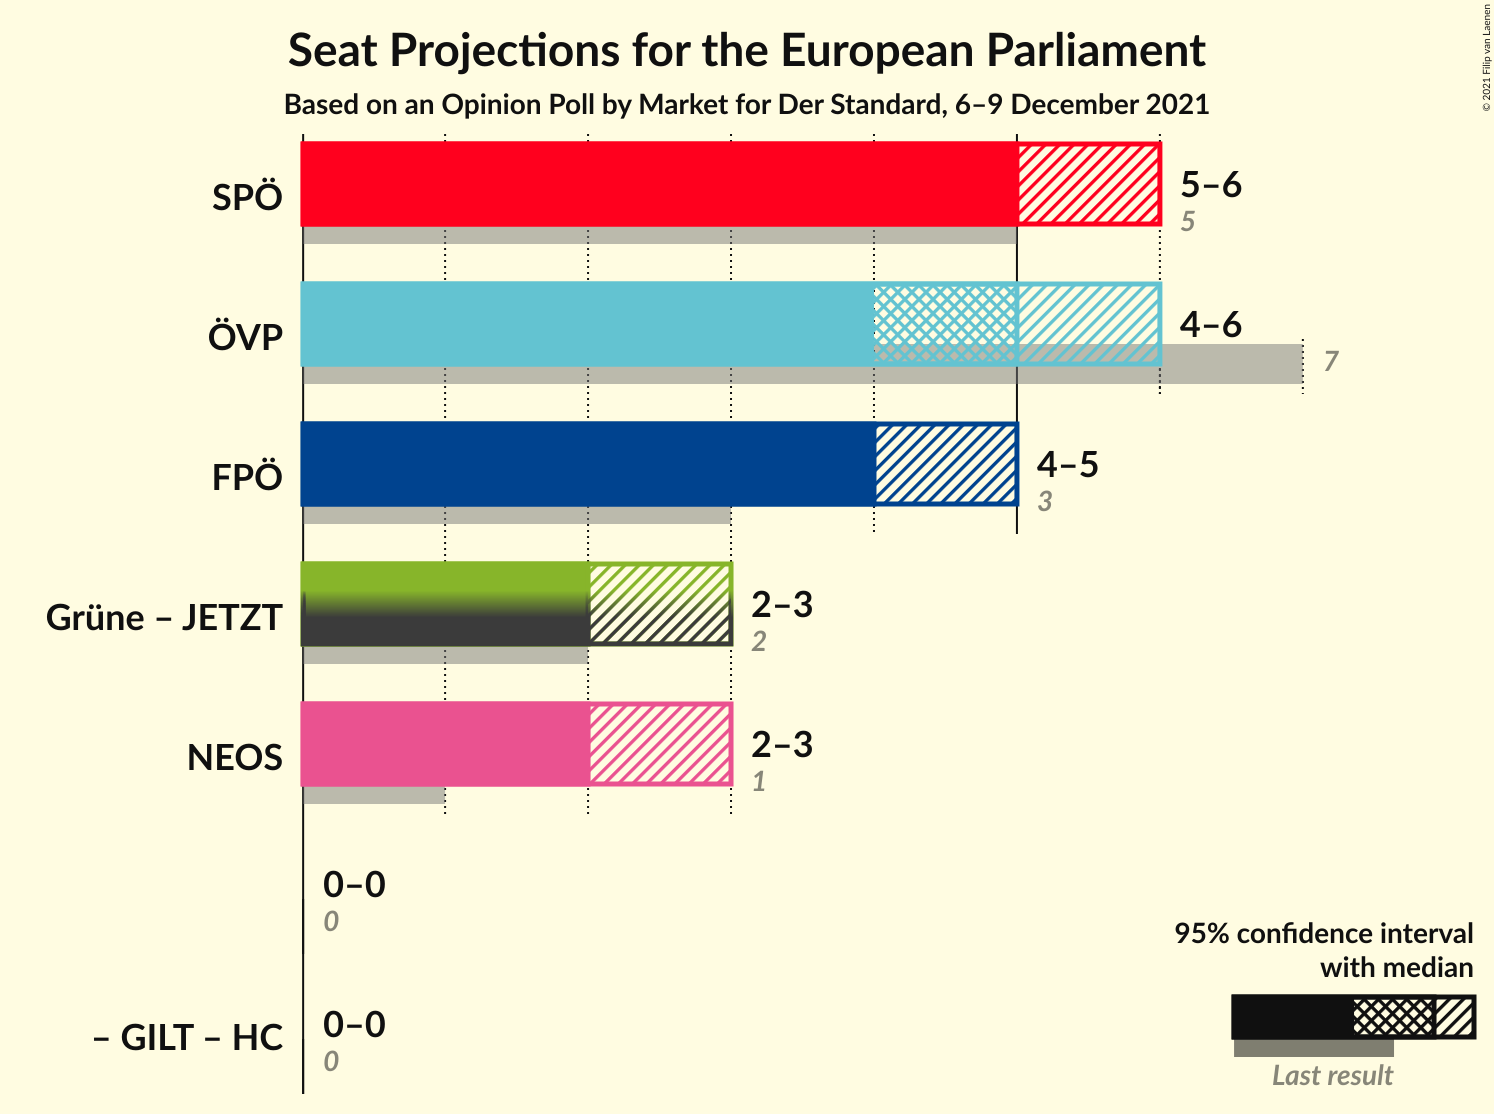 © 2021 Filip van Laenen
Seat Projections for the European Parliament
Based on an Opinion Poll by Market for Der Standard, 6–9 December 2021
SPÖ
5–6
5
ÖVP
4–6
7
FPÖ
4–5
3
Grüne – JETZT
2–3
2
NEOS
2–3
1
0–0
0
– GILT – HC
0–0
0
95% confidence interval
with median
Last result